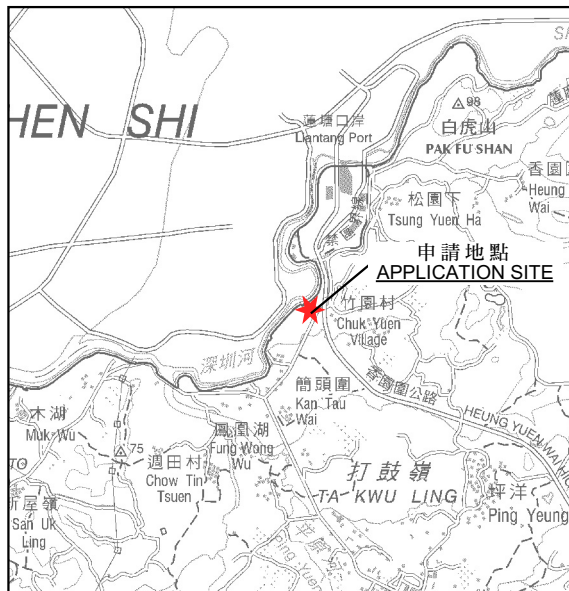 HEN SHI
蓮塘口岸
Liantang Port
98
白虎山
PAK FU SHAN
松園下
Tsung Yuen Ha
申請地點
APPLICATION SITE
竹園村
Chuk Yuen
Village
深圳河
香園圍公路
HEUNG YUEN WAI HI
簡頭圍
Kan Tau
Wai
木湖
Muk Wu
75
鳳凰湖
Fung Wong
Wu
週田村
Chow Tin
Tsuen
打鼓嶺
TA KWU LING
坪洋
Ping Yeung
新屋嶺
San Uk
Ling
香園
Heung
Wai